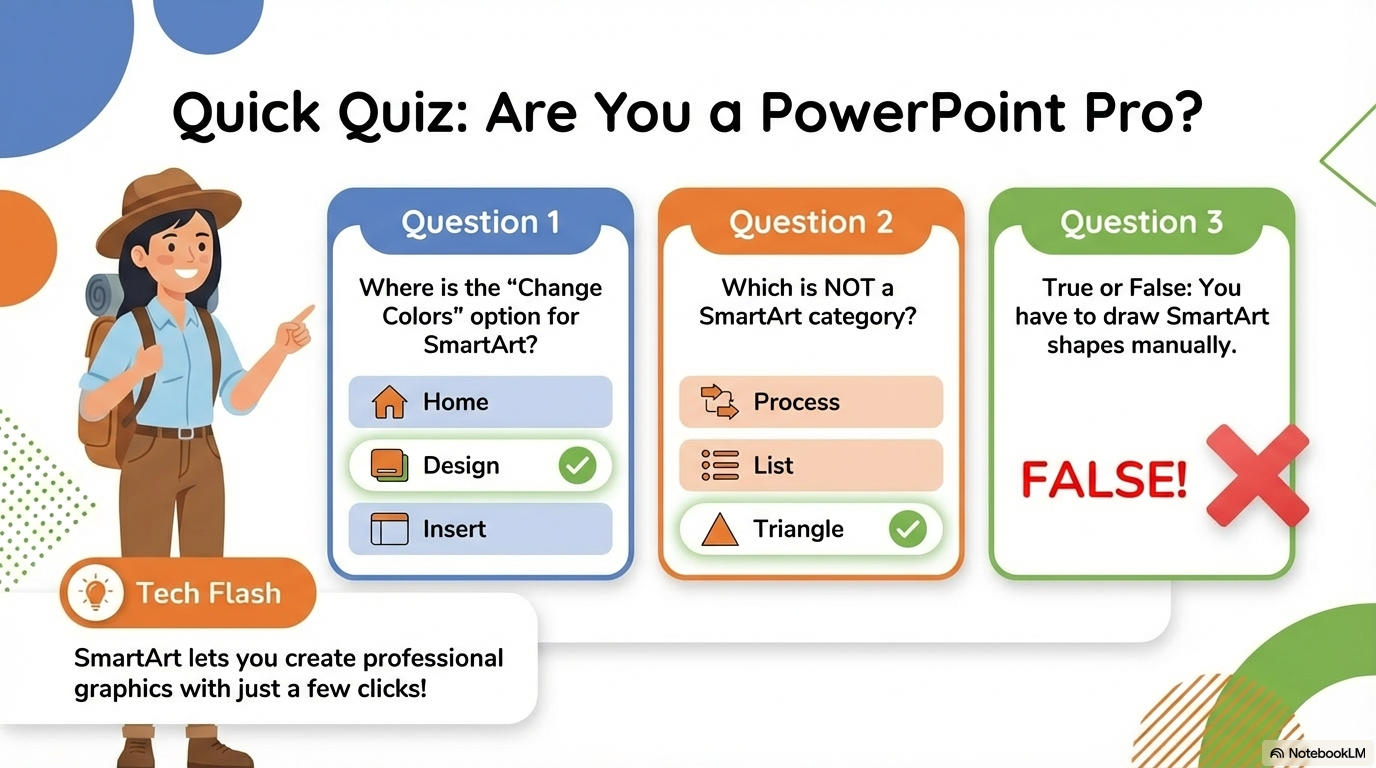 Quick Quiz: Are You a PowerPoint Pro?
Question 1
Where is the “Change
Colors” option for
SmartArt?
Home
Design
Insert
Question 2
Which is NOT a
SmartArt category?
Process
List
Triangle
Question 3
True or False: You
have to draw SmartArt
shapes manually.
FALSE!
Tech Flash
SmartArt lets you create professional
graphics with just a few clicks!
NotebookLM